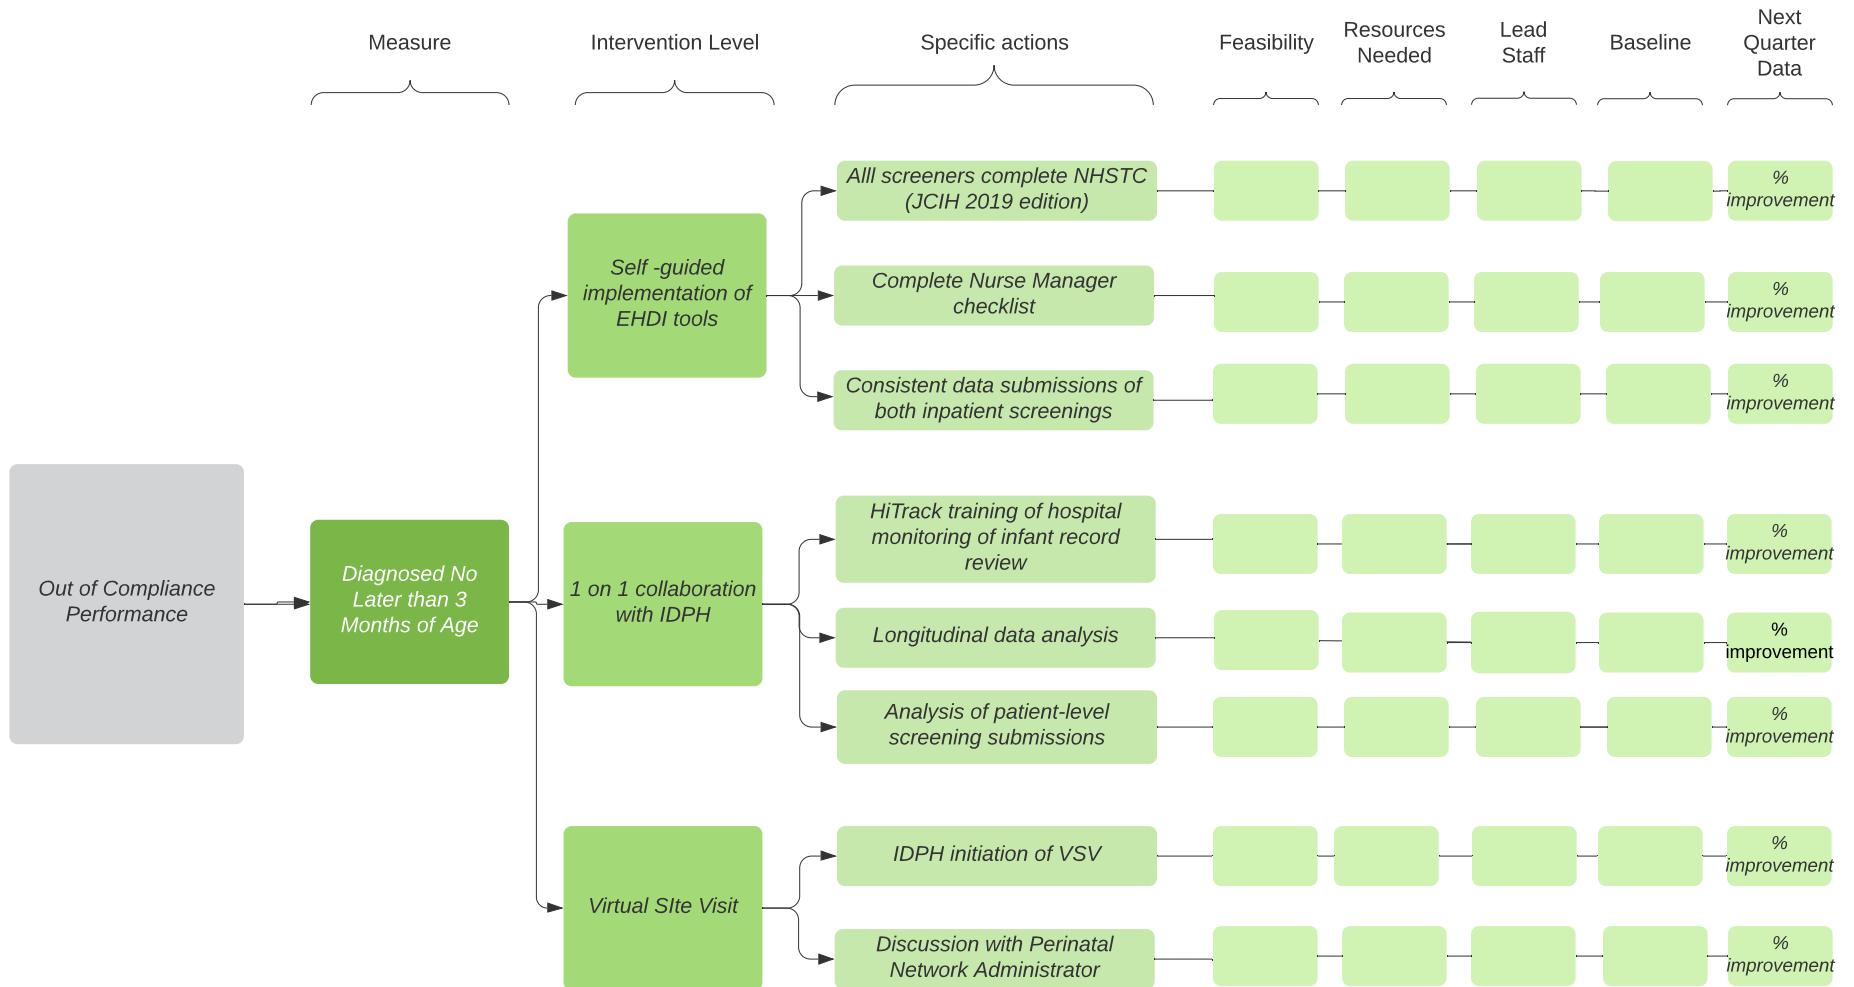 Measure
Intervention Level
Specific actions
Feasibility
Resources
Needed
Lead
Staff
Baseline
Next
Quarter
Data
Out of Compliance
Performance
Diagnosed No
Later than 3
Months of Age
Self -guided
implementation of
EHDI tools
Alll screeners complete NHSTC
(JCIH 2019 edition)
%
improvement
Complete Nurse Manager
checklist
%
improvement
Consistent data submissions of
both inpatient screenings
%
improvement
1 on 1 collaboration
with IDPH
HiTrack training of hospital
monitoring of infant record
review
%
improvement
Longitudinal data analysis
%
improvement
Analysis of patient-level
screening submissions
%
improvement
Virtual SIte Visit
IDPH initiation of VSV
%
improvement
Discussion with Perinatal
Network Administrator
%
improvement